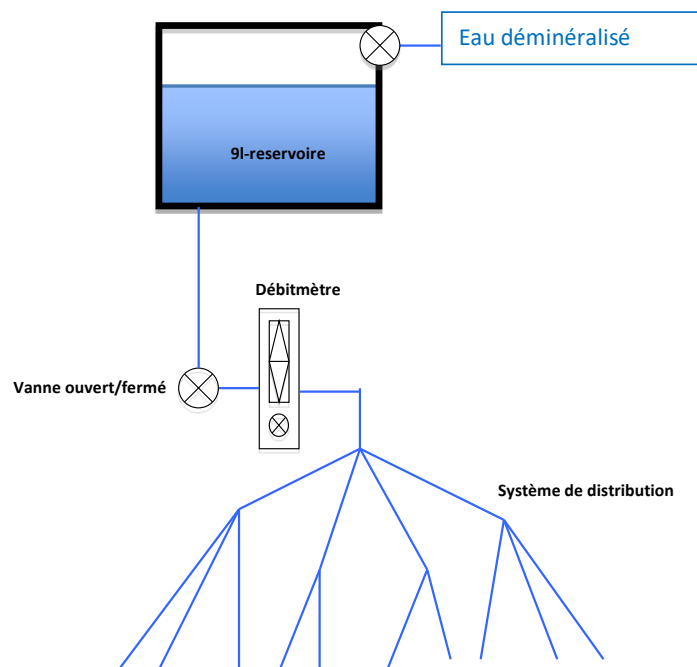 Eau déminéralisé
9l-reservoire
Débitmètre
Vanne ouvert/fermé
Système de distribution